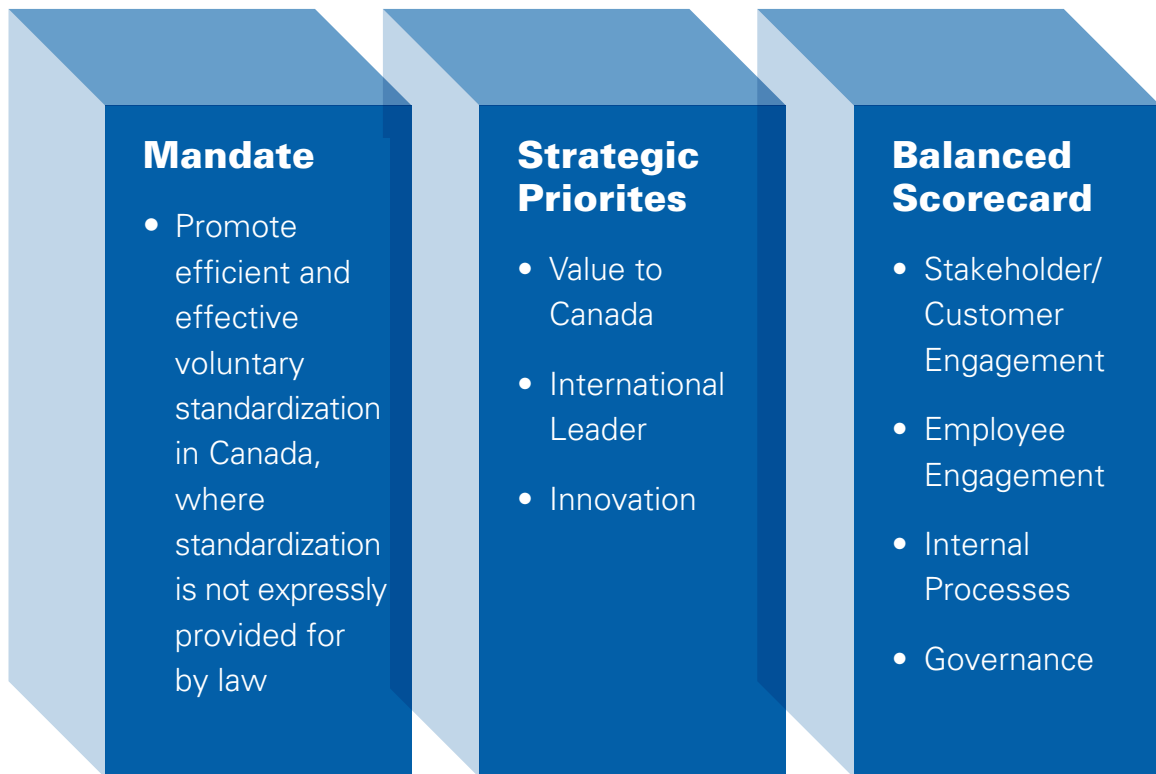 Mandate
• Promote
efficient and
effective
voluntary
standardization
in Canada,
where
standardization
is not expressly
provided for
by law
Strategic
Priorites
• Value to
Canada
• International
Leader
• Innovation
Balanced
Scorecard
• Stakeholder/
Customer
Engagement
• Employee
Engagement
• Internal
Processes
• Governance